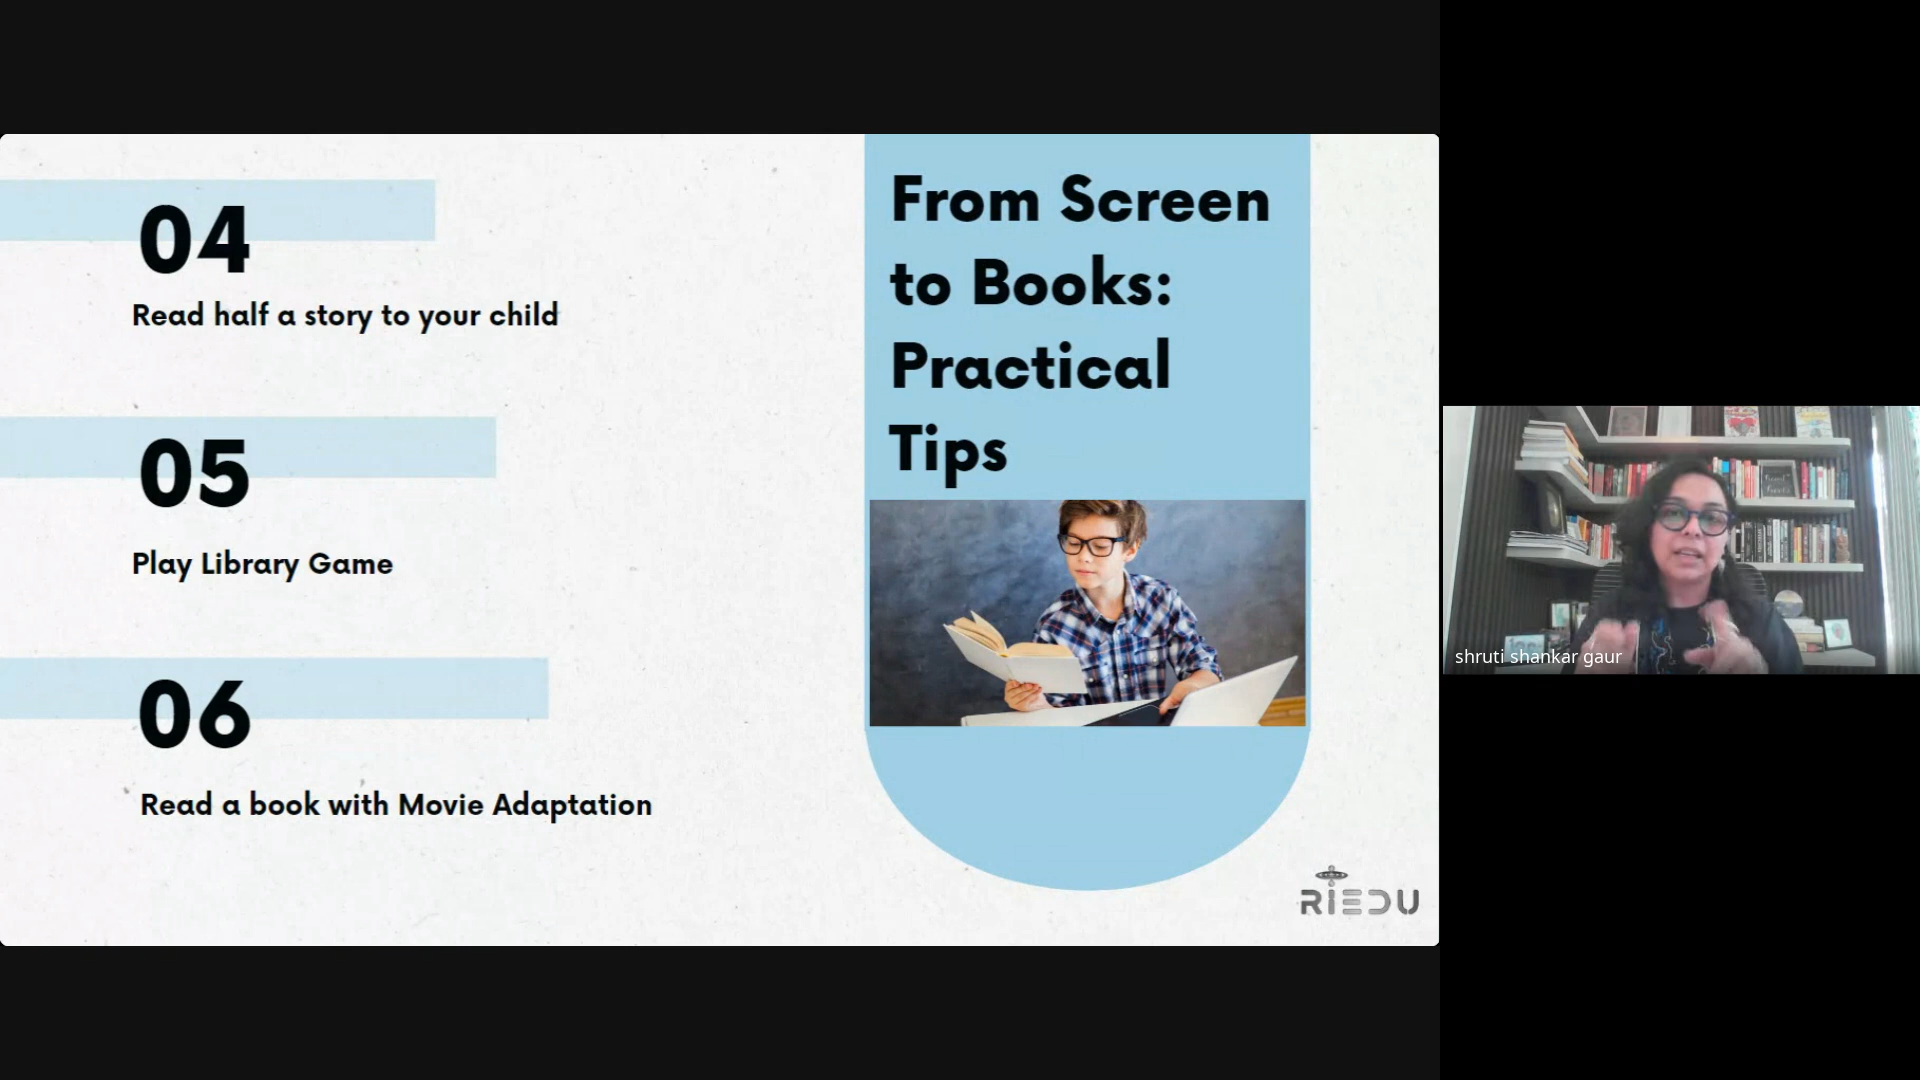 04
Read half a story to your child
05
Play Library Game
06
Read a book with Movie Adaptation
From Screen
to Books:
Practical
Tips
RIEDU
shruti shankar gaur